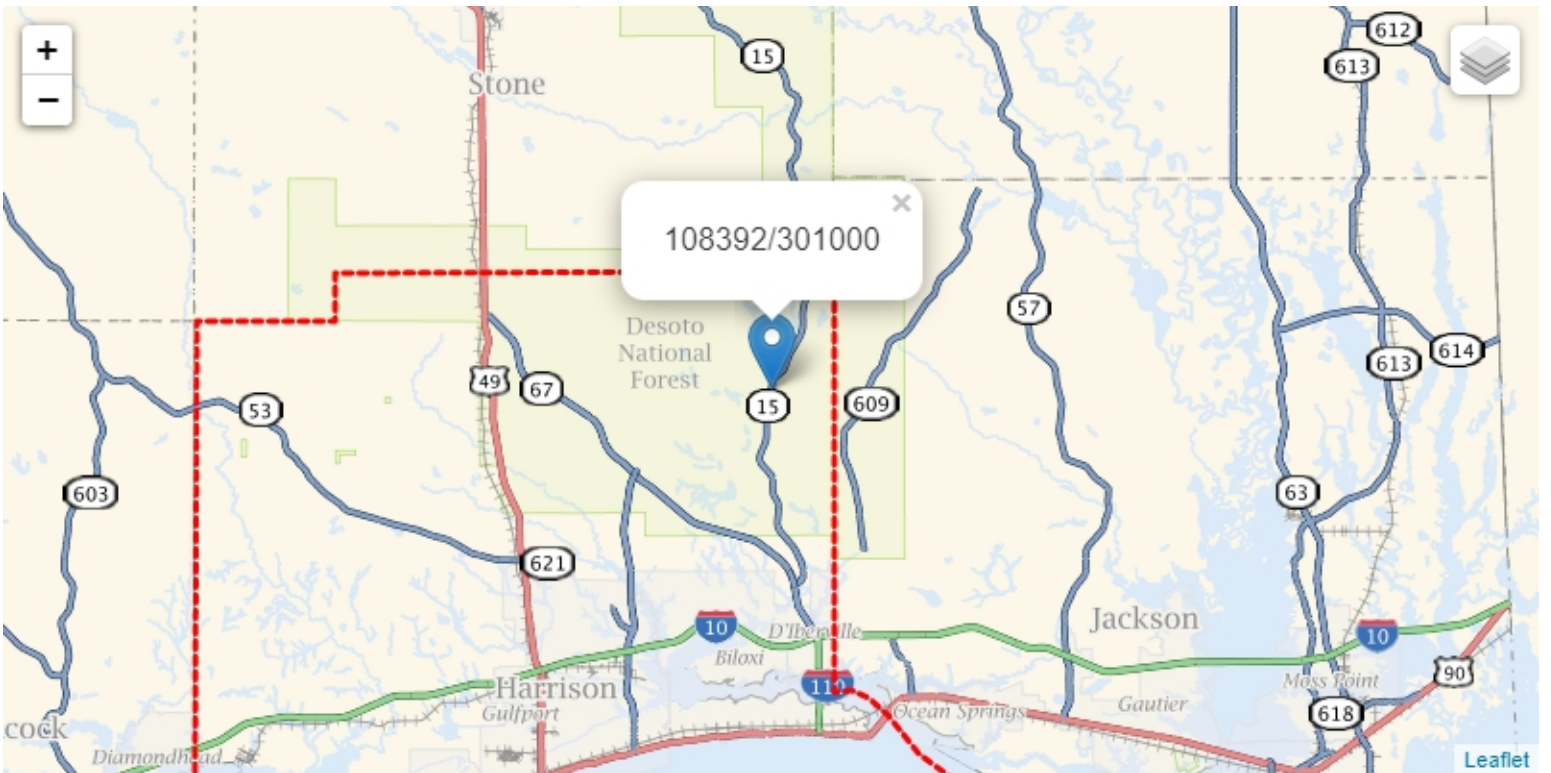 +
−
612
15
613
Stone
×
108392/301000
57
Desoto
National
Forest
614
613
49
67
15
609
53
603
63
621
Jackson
10
D'Iberville
10
Biloxi
90
Moss Point
110
Harrison
Gautier
Gulfport
Ocean Springs
618
cock
Diamondhead
Leaflet